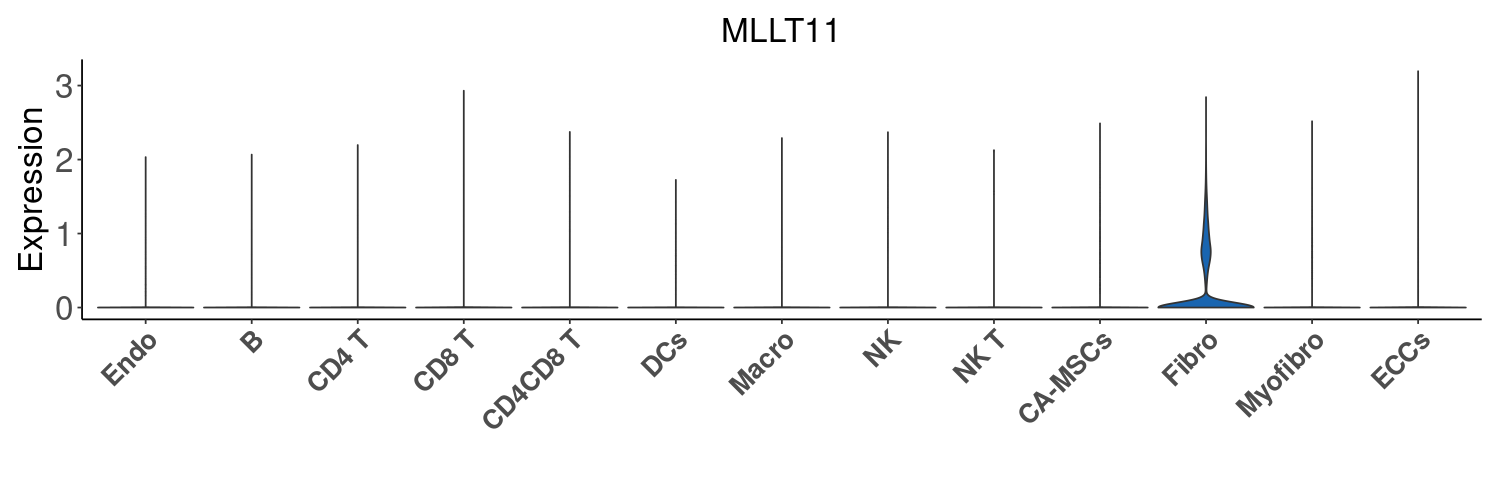 MLLT11
Expression
3
2
1
0
Endo
B
CD4 T
CD8 T
CD4CD8 T
DCs
Macro
NK
NK T
CA-MSCs
Fibro
Myofibro
ECCs